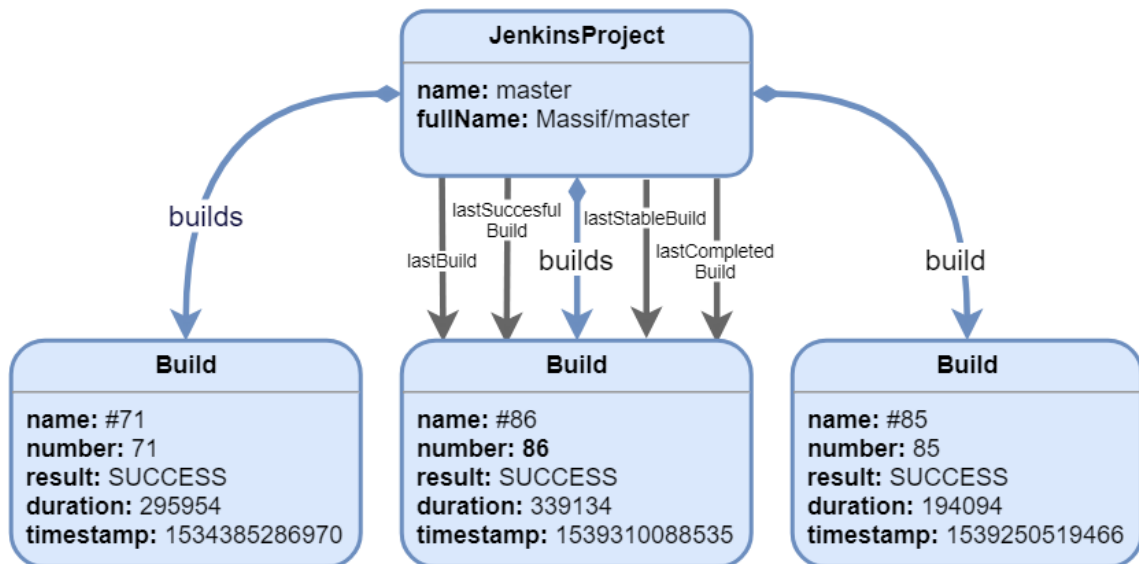 JenkinsProject
name: master
fullName: Massif/master
builds
lastBuild
lastSuccesful
Build
builds
lastStableBuild
lastCompleted
Build
build
Build
name: #71
number: 71
result: SUCCESS
duration: 295954
timestamp: 1534385286970
Build
name: #86
number: 86
result: SUCCESS
duration: 339134
timestamp: 1539310088535
Build
name: #85
number: 85
result: SUCCESS
duration: 194094
timestamp: 1539250519466